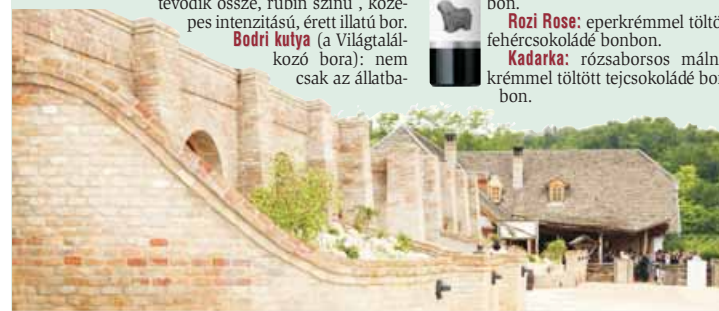 tevődik össze, rubin színű , köze-
pes intenzitású, érett illatú bor.
Bodri kutya (a Világtalál-
kozó bora): nem
csak az állatba-
bon.
Rozi Rose: eperkrémmel töltö
fehércsokoládé bonbon.
Kadarka: rózsaborsos máln
krémmel töltött tejcsokoládé bo
bon.